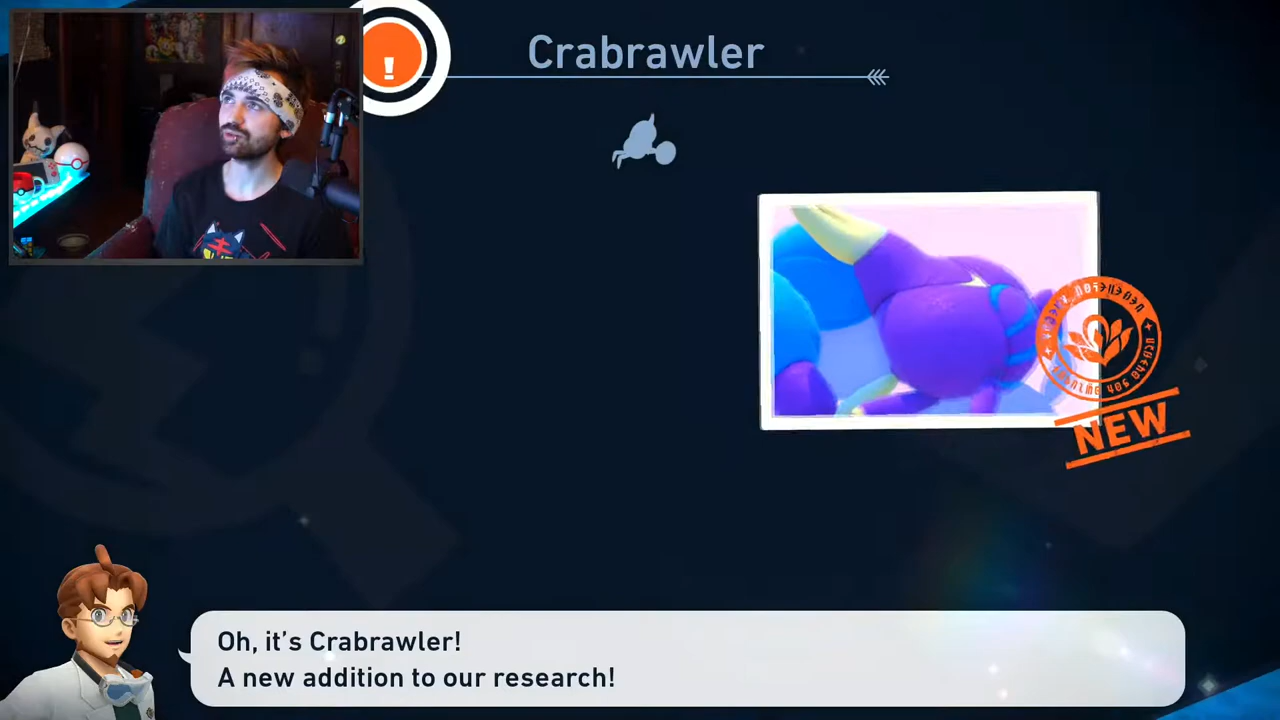 Crabrawler
!
NEW
Oh, it's Crabrawler!
A new addition to our research!